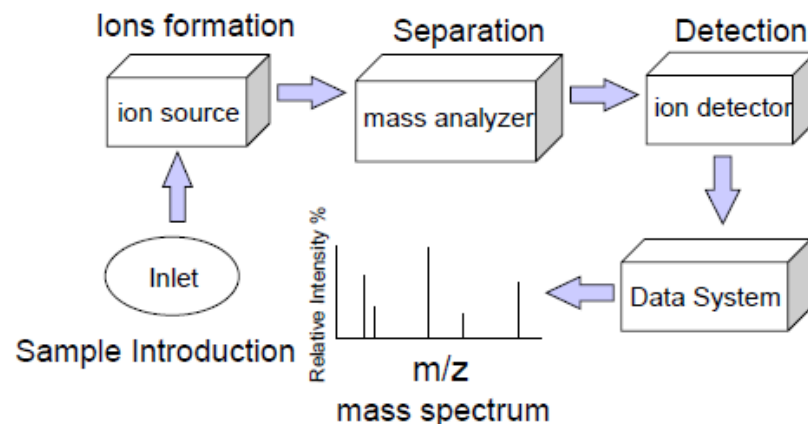 Ions formation
Separation
Detection
ion source
mass analyzer
ion detector
Inlet
Sample Introduction
Relative Intensity %
m/z
mass spectrum
Data System